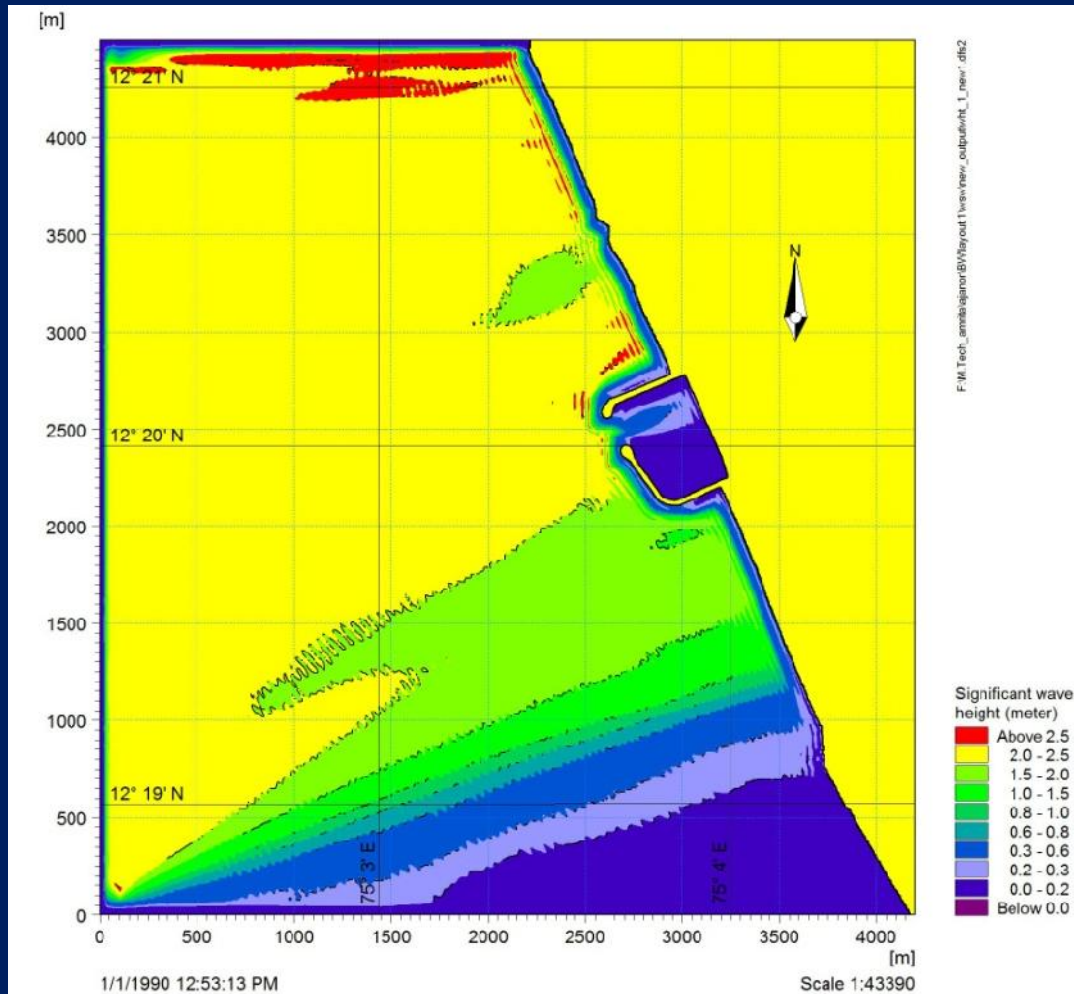 [m]
12° 21' N
4000
3500
3000
2500
12° 20' N
2000
1500
1000
12° 19' N
500
0
75° 3' E
75° 4' E
0 500 1000 1500 2000 2500 3000 3500 4000
[m]
1/1/1990 12:53:13 PM
Scale 1:43390
N
Significant wave
height (meter)
Above 2.5
2.0 - 2.5
1.5 - 2.0
1.0 - 1.5
0.8 - 1.0
0.6 - 0.8
0.3 - 0.6
0.2 - 0.3
0.0 - 0.2
Below 0.0